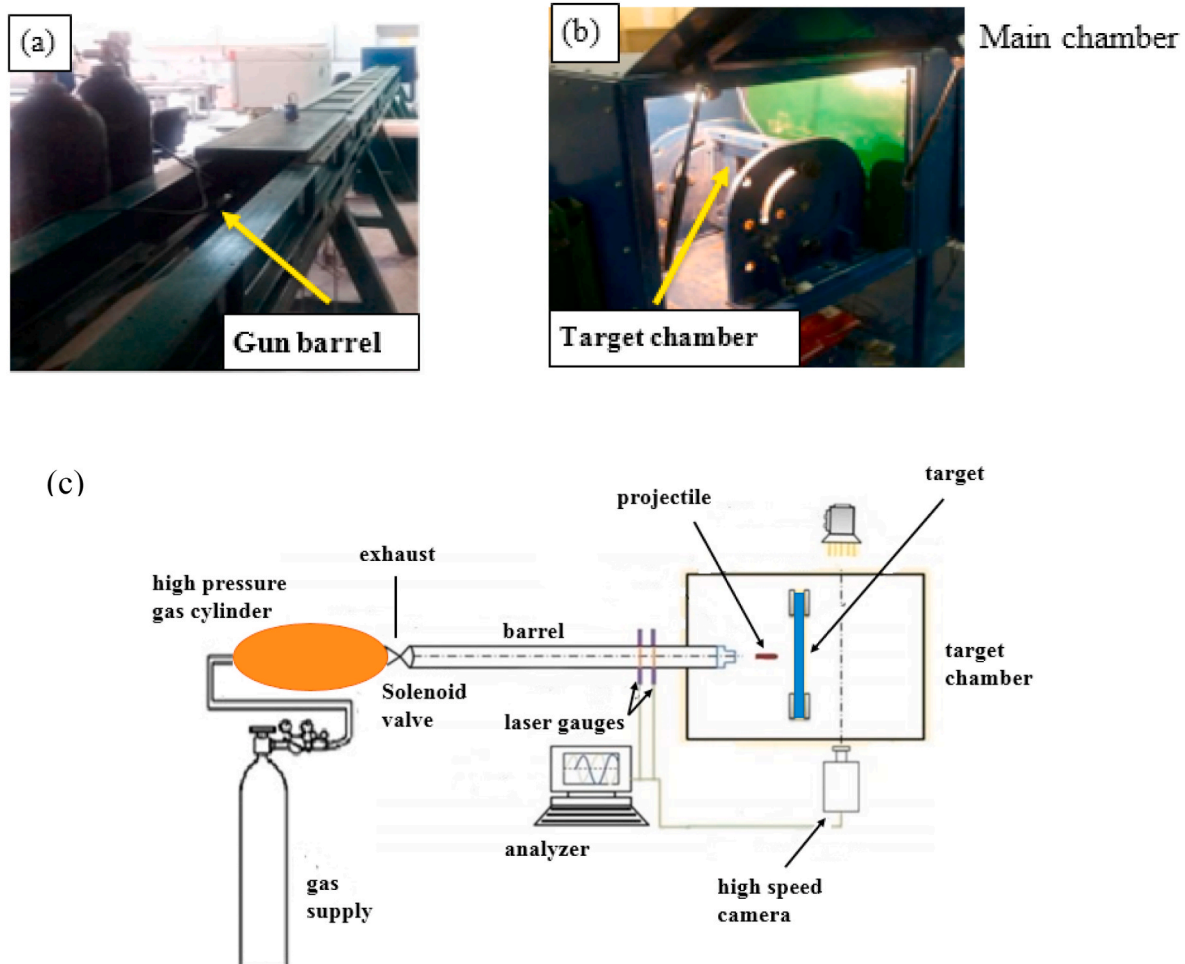 (a)
Gun barrel
(b)
Main chamber
Target chamber
(c)
target
projectile
exhaust
high pressure
gas cylinder
barrel
target
chamber
Solenoid
valve
laser gauges
analyzer
gas
supply
high speed
camera